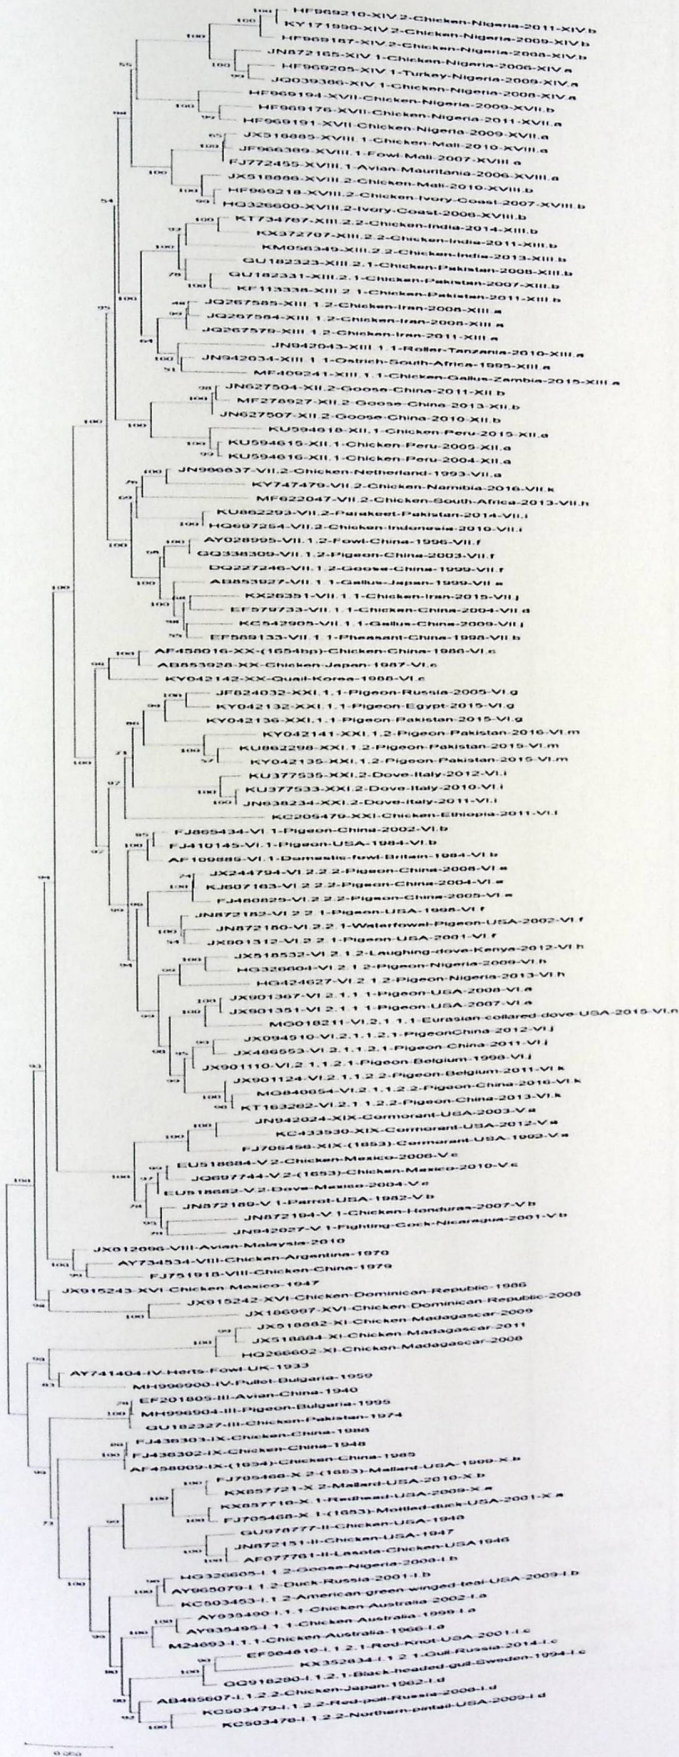 HF969210-XIV.2-Chicken-Nigeria-2011-XIV.b
KY171990-XIV.2-Chicken-Nigeria-2009-XIV.b
HF969187-XIV.2-Chicken-Nigeria-2008-XIV.b
JN872165-XIV.1-Chicken-Nigeria-2006-XIV.a
HF969205-XIV.1-Turkey-Nigeria-2009-XIV.a
JQ039386-XIV.1-Chicken-Nigeria-2008-XIV.a
HF969194-XVII-Chicken-Nigeria-2009-XVII.b
HF969176-XVII-Chicken-Nigeria-2011-XVII.a
HF969191-XVII-Chicken-Nigeria-2009-XVII.a
JX518885-XVIII.1-Chicken-Mali-2010-XVIII.a
JF966389-XVIII.1-Fowl-Mali-2007-XVIII.a
FJ772455-XVIII.1-Avian-Mauritania-2006-XVIII.a
JX518886-XVIII.2-Chicken-Mali-2010-XVIII.b
HF969218-XVIII.2-Chicken-Ivory-Coast-2007-XVIII.b
HQ326600-XVIII.2-Ivory-Coast-2006-XVIII.b
KT734767-XIII.2.2-Chicken-India-2014-XIII.b
KX372707-XIII.2.2-Chicken-India-2011-XIII.b
KM056349-XIII.2.2-Chicken-India-2013-XIII.b
GU182323-XIII.2.1-Chicken-Pakistan-2008-XIII.b
GU182331-XIII.2.1-Chicken-Pakistan-2007-XIII.b
KF113338-XIII.2.1-Chicken-Pakistan-2011-XIII.b
JQ267585-XIII.1.2-Chicken-Iran-2008-XIII.a
JQ267584-XIII.1.2-Chicken-Iran-2008-XIII.a
JQ267579-XIII.1.2-Chicken-Iran-2011-XIII.a
JN942043-XIII.1.1-Roller-Tanzania-2010-XIII.a
JN942034-XIII.1.1-Ostrich-South-Africa-1995-XIII.a
MF409241-XIII.1.1-Chicken-Gallus-Zambia-2015-XIII.a
JN627504-XII.2-Goose-China-2011-XII.b
MF278927-XII.2-Goose-China-2013-XII.b
JN627507-XII.2-Goose-China-2010-XII.b
KU594618-XII.1-Chicken-Peru-2015-XII.a
KU594615-XII.1-Chicken-Peru-2005-XII.a
KU594616-XII.1-Chicken-Peru-2004-XII.a
JN986837-VII.2-Chicken-Netherland-1993-VII.a
KY747479-VII.2-Chicken-Namibia-2016-VII.k
MF622047-VII.2-Chicken-South-Africa-2013-VII.h
KU862293-VII.2-Parakeet-Pakistan-2014-VII.i
HQ697254-VII.2-Chicken-Indonesia-2010-VII.i
AY028995-VII.1.2-Fowl-China-1996-VII.f
GQ338309-VII.1.2-Pigeon-China-2003-VII.f
DQ227246-VII.1.2-Goose-China-1999-VII.f
AB853927-VII.1.1-Gallus-Japan-1999-VII.e
KX26351-VII.1.1-Chicken-Iran-2015-VII.j
EF579733-VII.1.1-Chicken-China-2004-VII.d
KC542905-VII.1.1-Gallus-China-2009-VII.j
EF589133-VII.1.1-Pheasant-China-1998-VII.b
AF458016-XX-(1654bp)-Chicken-China-1986-VI.c
AB853928-XX-Chicken-Japan-1987-VI.c
KY042142-XX-Quail-Korea-1988-VI.c
JF824032-XXI.1.1-Pigeon-Russia-2005-VI.g
KY042132-XXI.1.1-Pigeon-Egypt-2015-VI.g
KY042136-XXI.1.1-Pigeon-Pakistan-2015-VI.g
KY042141-XXI.1.2-Pigeon-Pakistan-2016-VI.m
KU862298-XXI.1.2-Pigeon-Pakistan-2015-VI.m
KY042135-XXI.1.2-Pigeon-Pakistan-2015-VI.m
KU377535-XXI.2-Dove-Italy-2012-VI.i
KU377533-XXI.2-Dove-Italy-2010-VI.i
JN638234-XXI.2-Dove-Italy-2011-VI.i
KC205479-XXI-Chicken-Ethiopia-2011-VI.l
FJ865434-VI.1-Pigeon-China-2002-VI.b
FJ410145-VI.1-Pigeon-USA-1984-VI.b
AF109885-VI.1-Domestic-fowl-Britain-1984-VI.b
JX244794-VI.2.2.2-Pigeon-China-2008-VI.e
KJ607163-VI.2.2.2-Pigeon-China-2004-VI.e
FJ480825-VI.2.2.2-Pigeon-China-2005-VI.e
JN872182-VI.2.2.1-Pigeon-USA-1998-VI.f
JN872180-VI.2.2.1-Waterfowl-Pigeon-USA-2002-VI.f
JX901312-VI.2.2.1-Pigeon-USA-2001-VI.f
JX518532-VI.2.1.2-Laughing-dove-Kenya-2012-VI.h
HG326604-VI.2.1.2-Pigeon-Nigeria-2009-VI.h
HG424627-VI.2.1.2-Pigeon-Nigeria-2013-VI.h
JX901367-VI.2.1.1.1-Pigeon-USA-2008-VI.a
JX901351-VI.2.1.1.1-Pigeon-USA-2007-VI.a
MG018211-VI.2.1.1.1-Eurasian-collared-dove-USA-2015-VI.n
JX094510-VI.2.1.1.2.1-PigeonChina-2012-VI.j
JX486553-VI.2.1.1.2.1-Pigeon-China-2011-VI.j
JX901110-VI.2.1.1.2.1-Pigeon-Belgium-1998-VI.j
JX901124-VI.2.1.1.2.2-Pigeon-Belgium-2011-VI.k
MG840654-VI.2.1.1.2.2-Pigeon-China-2016-VI.k
KT163262-VI.2.1.1.2.2-Pigeon-China-2013-VI.k
JN942024-XIX-Cormorant-USA-2003-V.a
KC433530-XIX-Cormorant-USA-2012-V.a
FJ705456-XIX-(1653)-Cormorant-USA-1992-V.a
EU518684-V.2-Chicken-Mexico-2006-V.c
JQ697744-V.2-(1653)-Chicken-Mexico-2010-V.c
EU518682-V.2-Dove-Mexico-2004-V.c
JN872189-V.1-Parrot-USA-1982-V.b
JN872194-V.1-Chicken-Honduras-2007-V.b
JN942027-V.1-Fighting-Cock-Nicaragua-2001-V.b
JX012096-VIII-Avian-Malaysia-2010
AY734534-VIII-Chicken-Argentina-1970
FJ751918-VIII-Chicken-China-1979
JX915243-XVI-Chicken-Mexico-1947
JX915242-XVI-Chicken-Dominican-Republic-1986
JX186997-XVI-Chicken-Dominican-Republic-2008
JX518882-XI-Chicken-Madagascar-2009
JX518884-XI-Chicken-Madagascar-2011
HQ266602-XI-Chicken-Madagascar-2008
AY741404-IV-Herts-Fowl-UK-1933
MH996900-IV-Pullet-Bulgaria-1959
EF201805-III-Avian-China-1940
MH996904-III-Pigeon-Bulgaria-1995
GU182327-III-Chicken-Pakistan-1974
FJ436303-IX-Chicken-China-1986
FJ436302-IX-Chicken-China-1948
AF458009-IX-(1654)-Chicken-China-1985
FJ705466-X.2-(1653)-Mallard-USA-1999-X.b
KX857721-X.2-Mallard-USA-2010-X.b
KX857716-X.1-Redhead-USA-2009-X.a
FJ705468-X.1-(1653)-Mottled-duck-USA-2001-X.a
GU978777-II-Chicken-USA-1948
JN872151-II-Chicken-USA-1947
AF077761-II-Lasota-Chicken-USA1946
HG326605-I.1.2-Goose-Nigeria-2008-I.b
AY965079-I.1.2-Duck-Russia-2001-I.b
KC503453-I.1.2-American-green-winged-teal-USA-2009-I.b
AY935490-I.1.1-Chicken-Australia-2002-I.a
AY935495-I.1.1-Chicken-Australia-1999-I.a
M24693-I.1.1-Chicken-Australia-1966-I.a
EF564816-I.1.2.1-Red-Knot-USA-2001-I.c
KX352834-I.1.2.1-Gull-Russia-2014-I.c
GQ918280-I.1.2.1-Black-headed-gull-Sweden-1994-I.c
AB465607-I.1.2.2-Chicken-Japan-1962-I.d
KC503479-I.1.2.2-Red-poll-Russia-2008-I.d
KC503476-I.1.2.2-Northern-pintail-USA-2009-I.d
0.050